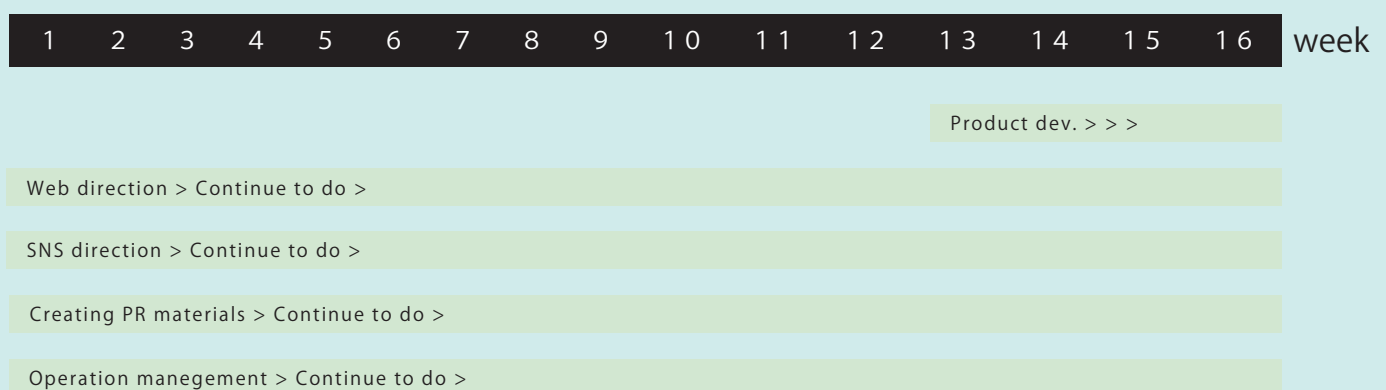 1 2 3 4 5 6 7 8 9 10 11 12 13 14 15 16 week
Product dev. > > >
Web direction > Continue to do >
SNS direction > Continue to do >
Creating PR materials > Continue to do >
Operation manegement > Continue to do >